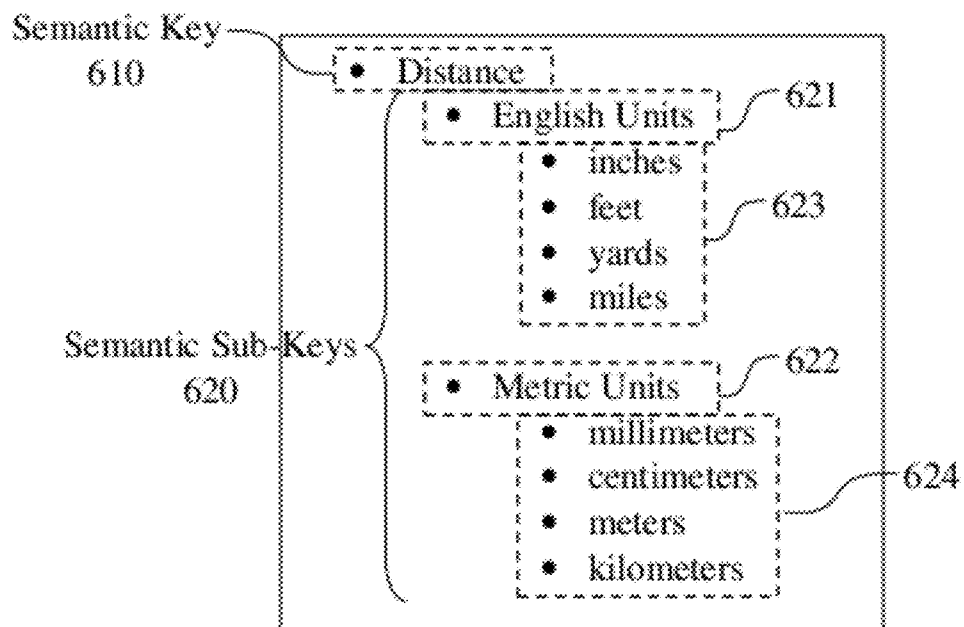 Semantic Key
610
• Distance
• English Units
621
• inches
• feet
623
• yards
• miles
Semantic Sub-Keys
620
622
• Metric Units
• millimeters
• centimeters
624
• meters
• kilometers